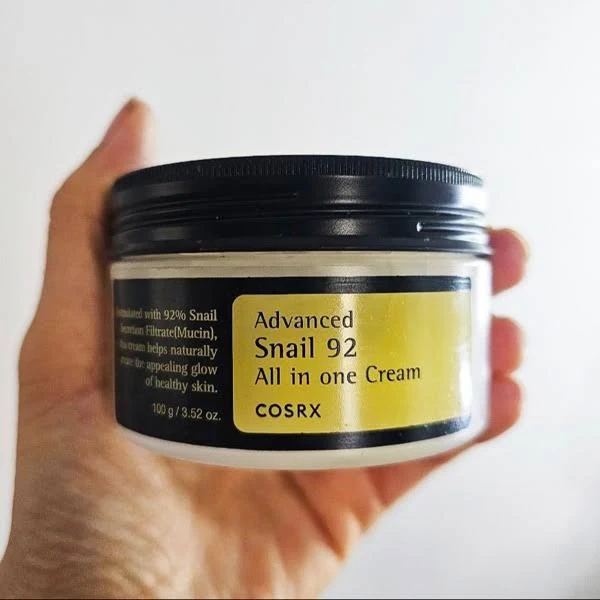 with 92% Snail
Secretion Filtrate(Mucin),
cream helps naturally
the appealing glow
of healthy skin.
100 g / 3.52 oz.
Advanced
Snail 92
All in one Cream
COSRX